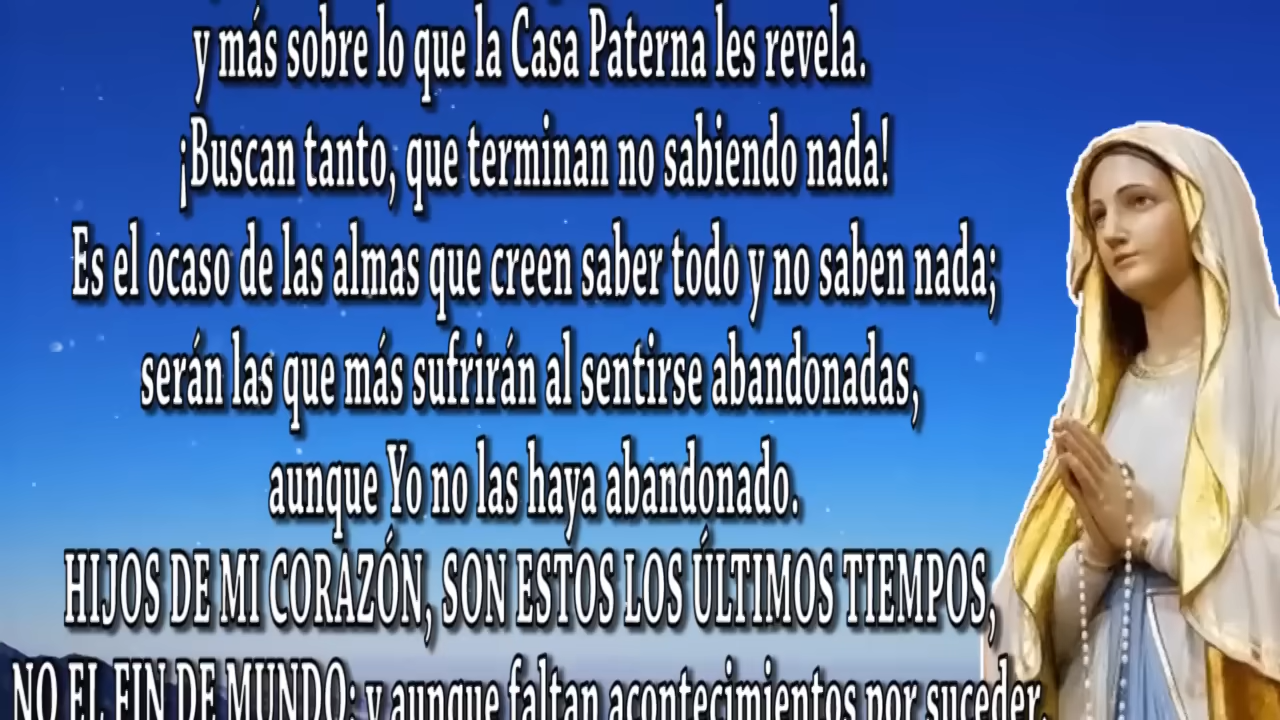 y más sobre lo que la Casa Paterna les revela.
¡Buscan tanto, que terminan no sabiendo nada!
Es el ocaso de las almas que creen saber todo y no saben nada;
serán las que más sufrirán al sentirse abandonadas,
aunque Yo no las haya abandonado.
HIJOS DE MI CORAZÓN, SON ESTOS LOS ÚLTIMOS TIEMPOS,
NO EL FIN DE MUNDO; y aunque faltan acontecimientos por suceder,